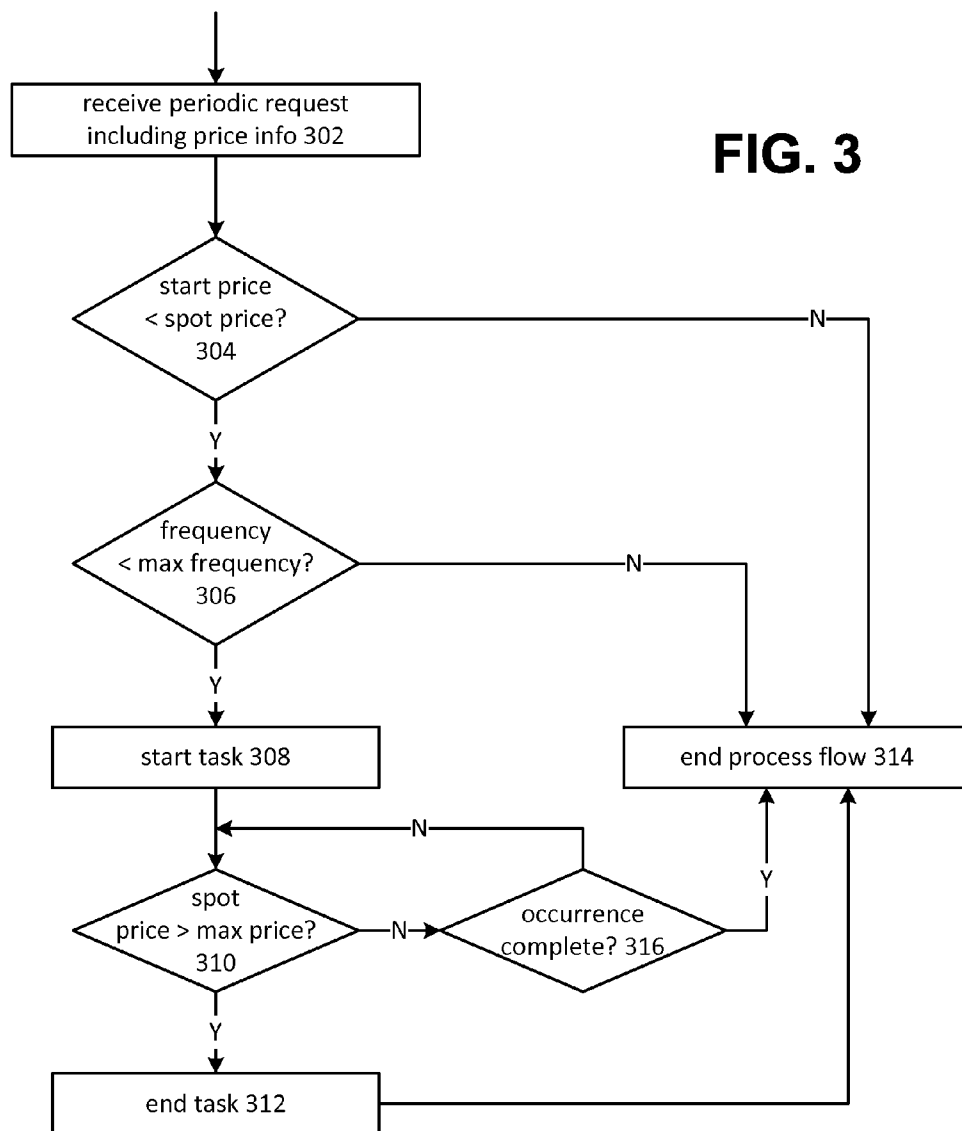 receive periodic request
including price info 302
FIG. 3
start price
< spot price?
304
N
Y
frequency
< max frequency?
306
N
Y
start task 308
end process flow 314
N
spot
price > max price?
310
N
occurrence
complete? 316
Y
Y
end task 312